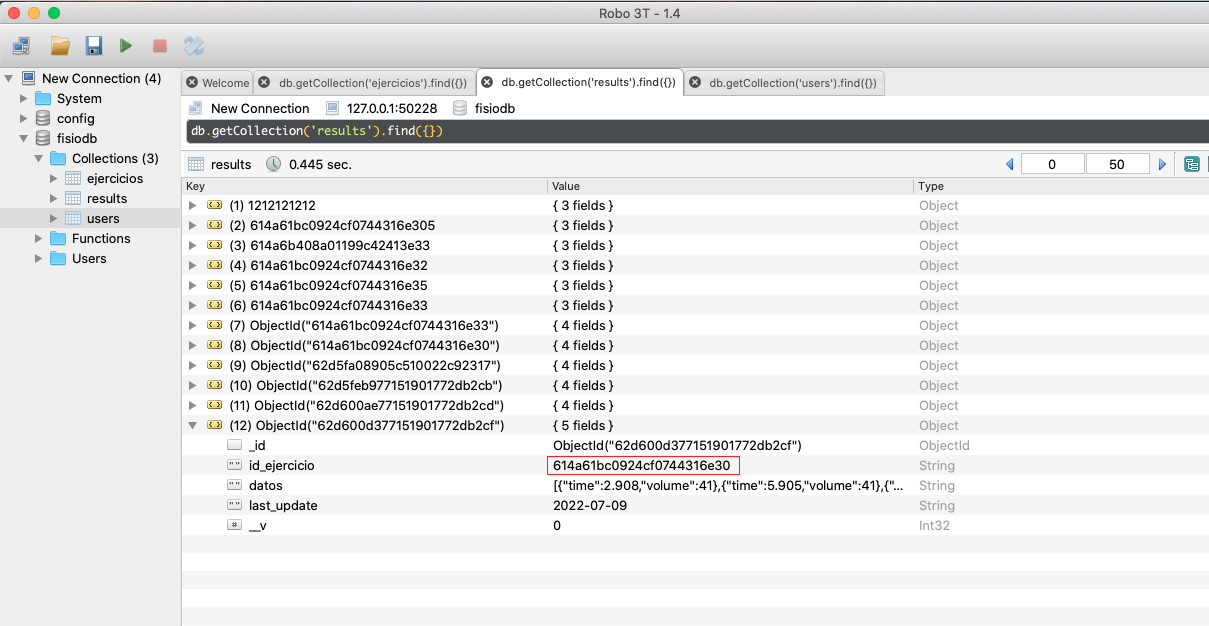 Robo 3T - 1.4
New Connection (4)
System
config
fisiodb
Collections (3)
ejercicios
results
users
Functions
Users
Welcome
db.getCollection('ejercicios').find({})
db.getCollection('results').find({})
db.getCollection('users').find({})
New Connection 127.0.0.1:50228 fisiodb
db.getCollection('results').find({})
results 0.445 sec. 0 50
Key Value Type
(1) 1212121212 { 3 fields } Object
(2) 614a61bc0924cf0744316e305 { 3 fields } Object
(3) 614a6b408a01199c42413e33 { 3 fields } Object
(4) 614a61bc0924cf0744316e32 { 3 fields } Object
(5) 614a61bc0924cf0744316e35 { 3 fields } Object
(6) 614a61bc0924cf0744316e33 { 3 fields } Object
(7) ObjectId("614a61bc0924cf0744316e33") { 4 fields } Object
(8) ObjectId("614a61bc0924cf0744316e30") { 4 fields } Object
(9) ObjectId("62d5fa08905c510022c92317") { 4 fields } Object
(10) ObjectId("62d5feb977151901772db2cb") { 4 fields } Object
(11) ObjectId("62d600ae77151901772db2cd") { 4 fields } Object
(12) ObjectId("62d600d377151901772db2cf") { 5 fields } Object
_id ObjectId("62d600d377151901772db2cf") ObjectId
id_ejercicio 614a61bc0924cf0744316e30 String
datos [{"time":2.908,"volume":41},{"time":5.905,"volume":41},{"... String
last_update 2022-07-09 String
__v 0 Int32